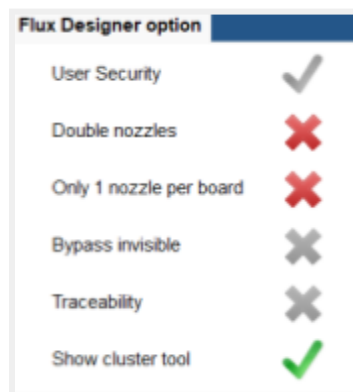 Flux Designer option
User Security
Double nozzles
Only 1 nozzle per board
Bypass invisible
Traceability
Show cluster tool